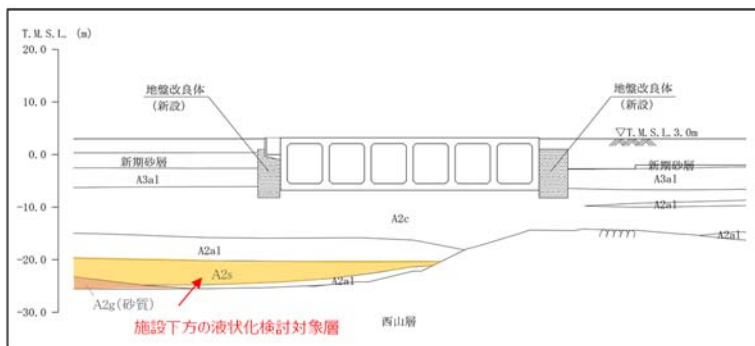 T.M.S.L. (m)
20.0
10.0
0.0
-10.0
-20.0
-30.0
地盤改良体
(新設)
地盤改良体
(新設)
▽T.M.S.L.3.0m
新期砂層
新期砂層
A3al
A3al
A2c
A2al
A2al
A2al
A2s
A2al
A2g(砂質)
西山層
施設下方の液状化検討対象層